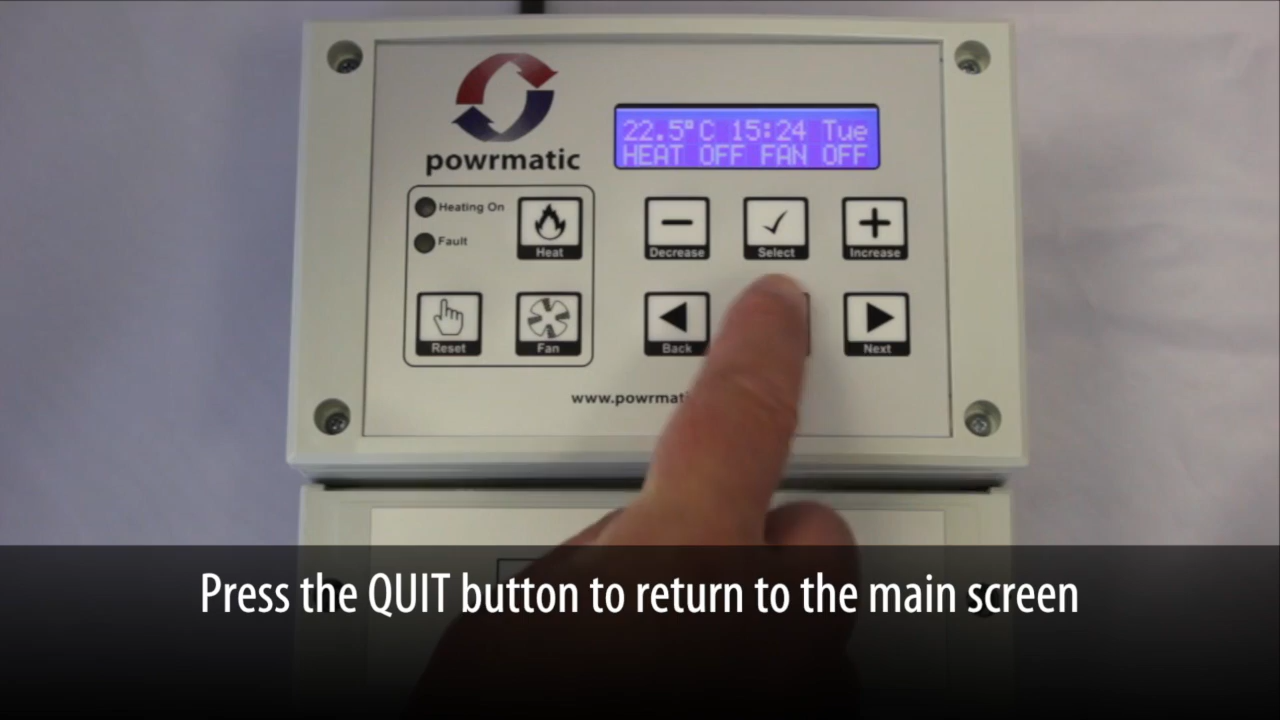 powrmatic
22.5°C 15:24 Tue
HEAT OFF FAN OFF
Heating On
Fault
Heat
Decrease
Select
Increase
Reset
Fan
Back
Next
Press the QUIT button to return to the main screen